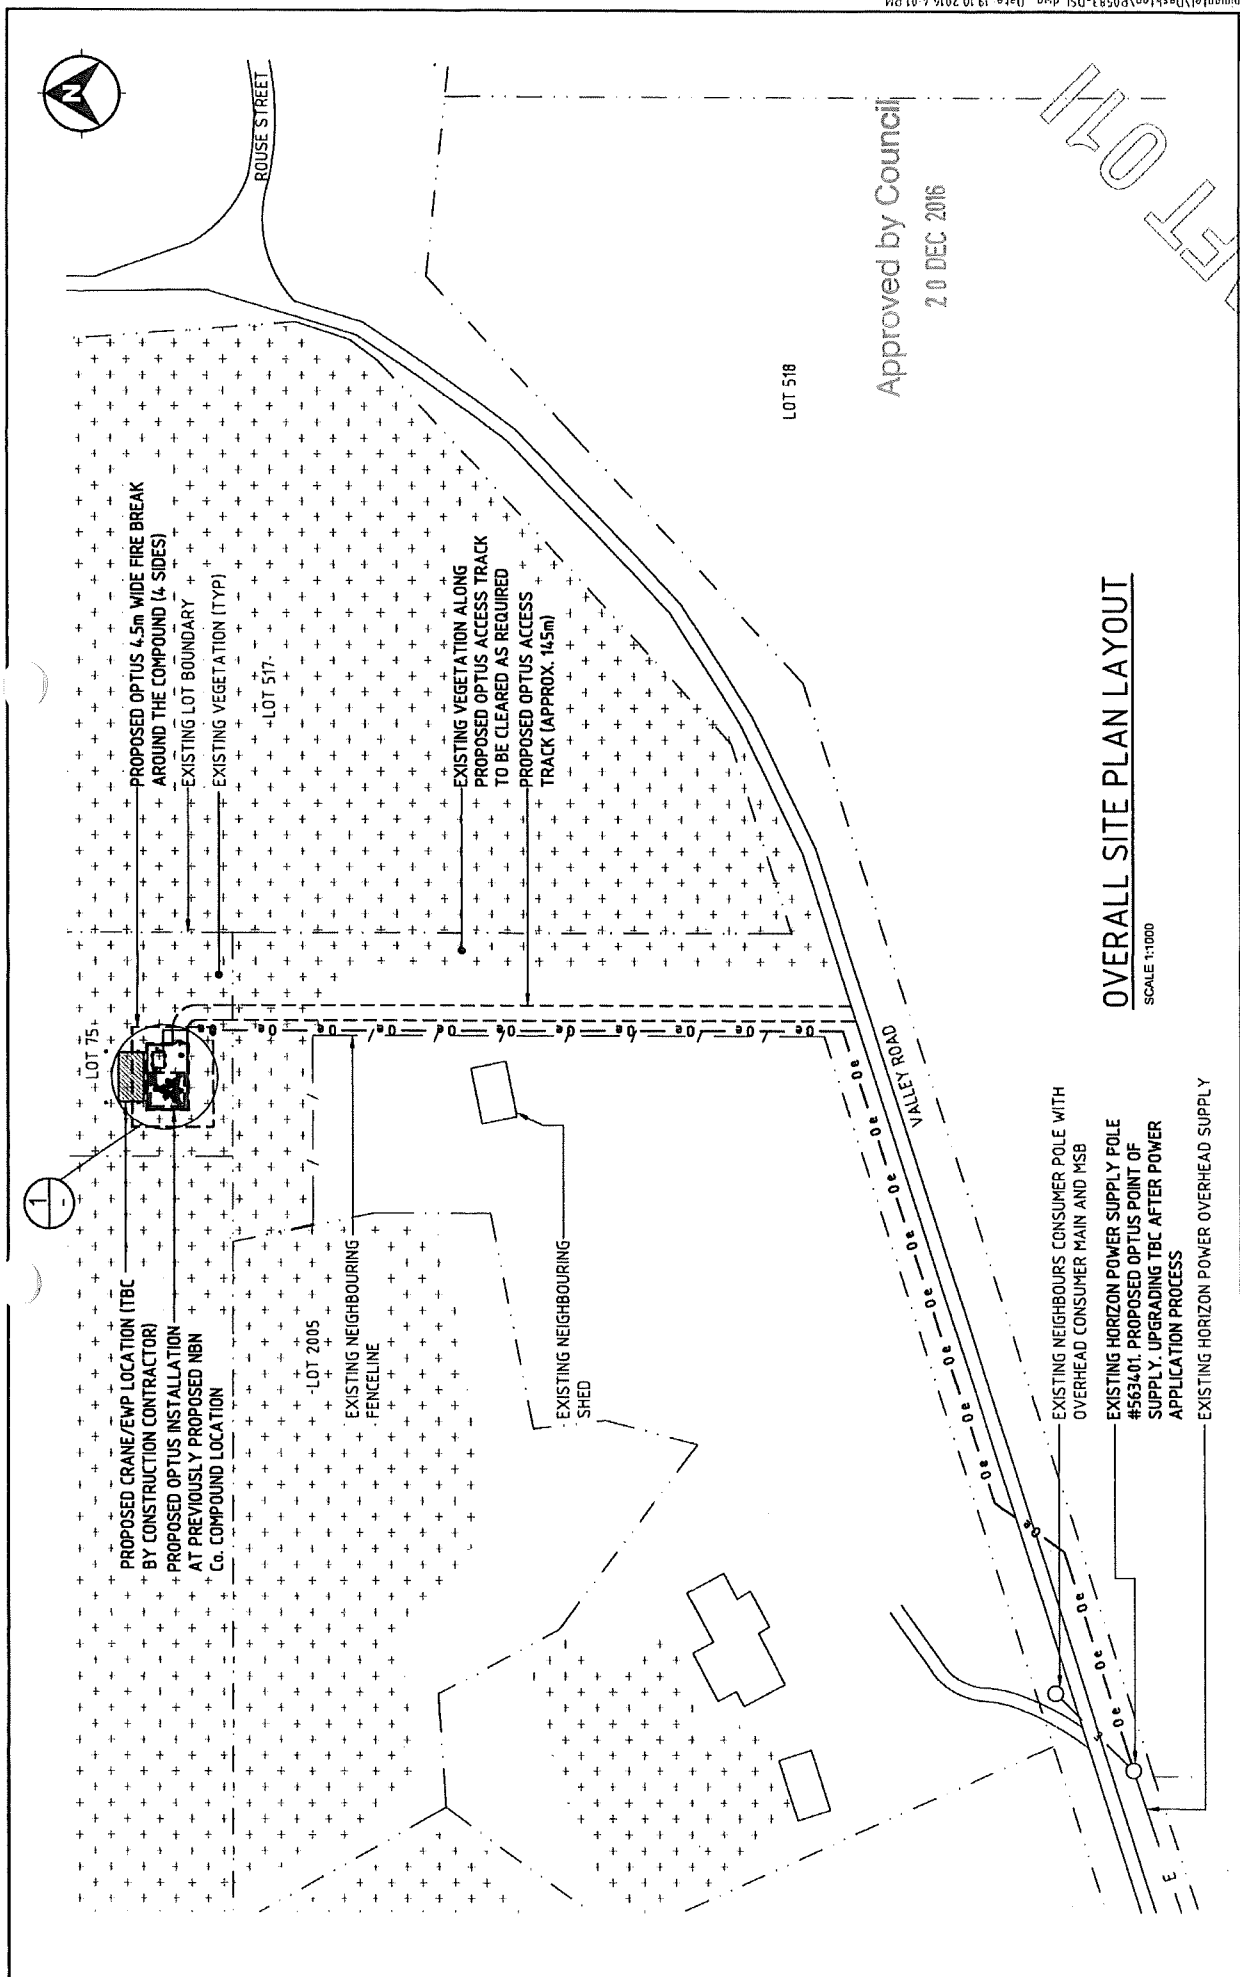 N
ROUSE STREET
PROPOSED OPTUS 4.5m WIDE FIRE BREAK
AROUND THE COMPOUND (4 SIDES)
EXISTING LOT BOUNDARY
EXISTING VEGETATION (TYP)
LOT 517
EXISTING VEGETATION ALONG
PROPOSED OPTUS ACCESS TRACK
TO BE CLEARED AS REQUIRED
PROPOSED OPTUS ACCESS
TRACK (APPROX. 145m)
LOT 75
1
-
PROPOSED CRANE/EWP LOCATION (TBC
BY CONSTRUCTION CONTRACTOR)
PROPOSED OPTUS INSTALLATION
AT PREVIOUSLY PROPOSED NBN
Co. COMPOUND LOCATION
LOT 2005
EXISTING NEIGHBOURING
FENCELINE
EXISTING NEIGHBOURING
SHED
VALLEY ROAD
LOT 518
Approved by Council
20 DEC 2016
FT 01
OVERALL SITE PLAN LAYOUT
SCALE 1:1000
EXISTING NEIGHBOURS CONSUMER POLE WITH
OVERHEAD CONSUMER MAIN AND MSB
EXISTING HORIZON POWER SUPPLY POLE
#563401. PROPOSED OPTUS POINT OF
SUPPLY. UPGRADING TBC AFTER POWER
APPLICATION PROCESS
EXISTING HORIZON POWER OVERHEAD SUPPLY
E